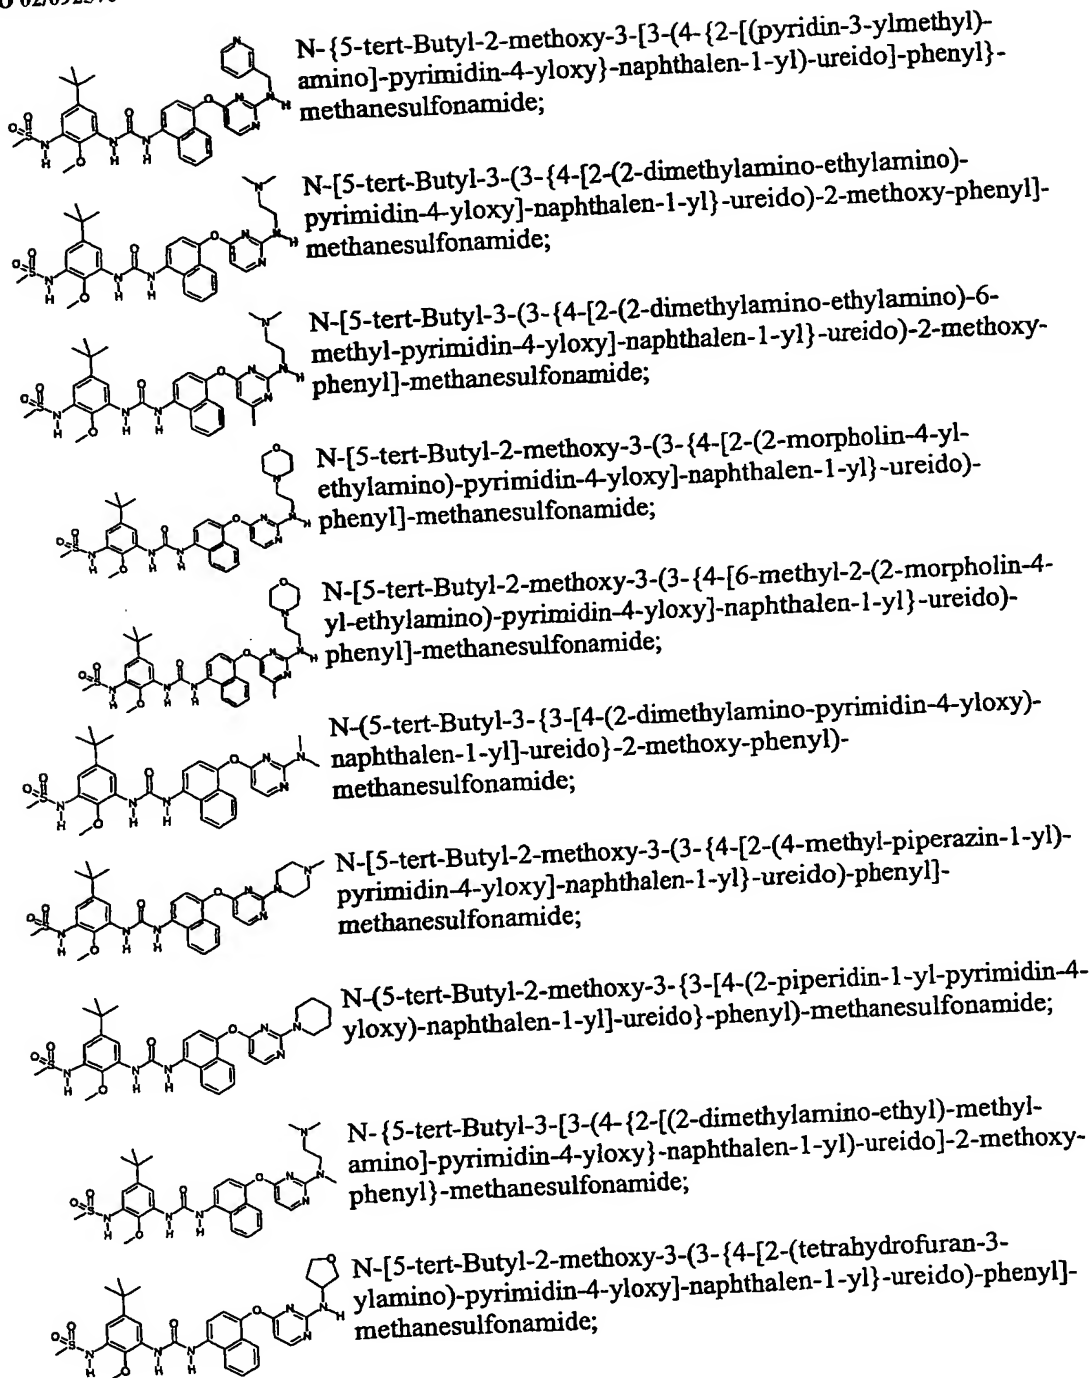 N-{5-tert-Butyl-2-methoxy-3-[3-(4-{2-[(pyridin-3-ylmethyl)-
amino]-pyrimidin-4-yloxy}-naphthalen-1-yl)-ureido]-phenyl}-
methanesulfonamide;
N-[5-tert-Butyl-3-(3-{4-[2-(2-dimethylamino-ethylamino)-
pyrimidin-4-yloxy]-naphthalen-1-yl}-ureido)-2-methoxy-phenyl]-
methanesulfonamide;
N-[5-tert-Butyl-3-(3-{4-[2-(2-dimethylamino-ethylamino)-6-
methyl-pyrimidin-4-yloxy]-naphthalen-1-yl}-ureido)-2-methoxy-
phenyl]-methanesulfonamide;
N-[5-tert-Butyl-2-methoxy-3-(3-{4-[2-(2-morpholin-4-yl-
ethylamino)-pyrimidin-4-yloxy]-naphthalen-1-yl}-ureido)-
phenyl]-methanesulfonamide;
N-[5-tert-Butyl-2-methoxy-3-(3-{4-[6-methyl-2-(2-morpholin-4-
yl-ethylamino)-pyrimidin-4-yloxy]-naphthalen-1-yl}-ureido)-
phenyl]-methanesulfonamide;
N-(5-tert-Butyl-3-{3-[4-(2-dimethylamino-pyrimidin-4-yloxy)-
naphthalen-1-yl]-ureido}-2-methoxy-phenyl)-
methanesulfonamide;
N-[5-tert-Butyl-2-methoxy-3-(3-{4-[2-(4-methyl-piperazin-1-yl)-
pyrimidin-4-yloxy]-naphthalen-1-yl}-ureido)-phenyl]-
methanesulfonamide;
N-(5-tert-Butyl-2-methoxy-3-{3-[4-(2-piperidin-1-yl-pyrimidin-4-
yloxy)-naphthalen-1-yl]-ureido}-phenyl)-methanesulfonamide;
N-{5-tert-Butyl-3-[3-(4-{2-[(2-dimethylamino-ethyl)-methyl-
amino]-pyrimidin-4-yloxy}-naphthalen-1-yl)-ureido]-2-methoxy-
phenyl}-methanesulfonamide;
N-[5-tert-Butyl-2-methoxy-3-(3-{4-[2-(tetrahydrofuran-3-
ylamino)-pyrimidin-4-yloxy]-naphthalen-1-yl}-ureido)-phenyl]-
methanesulfonamide;